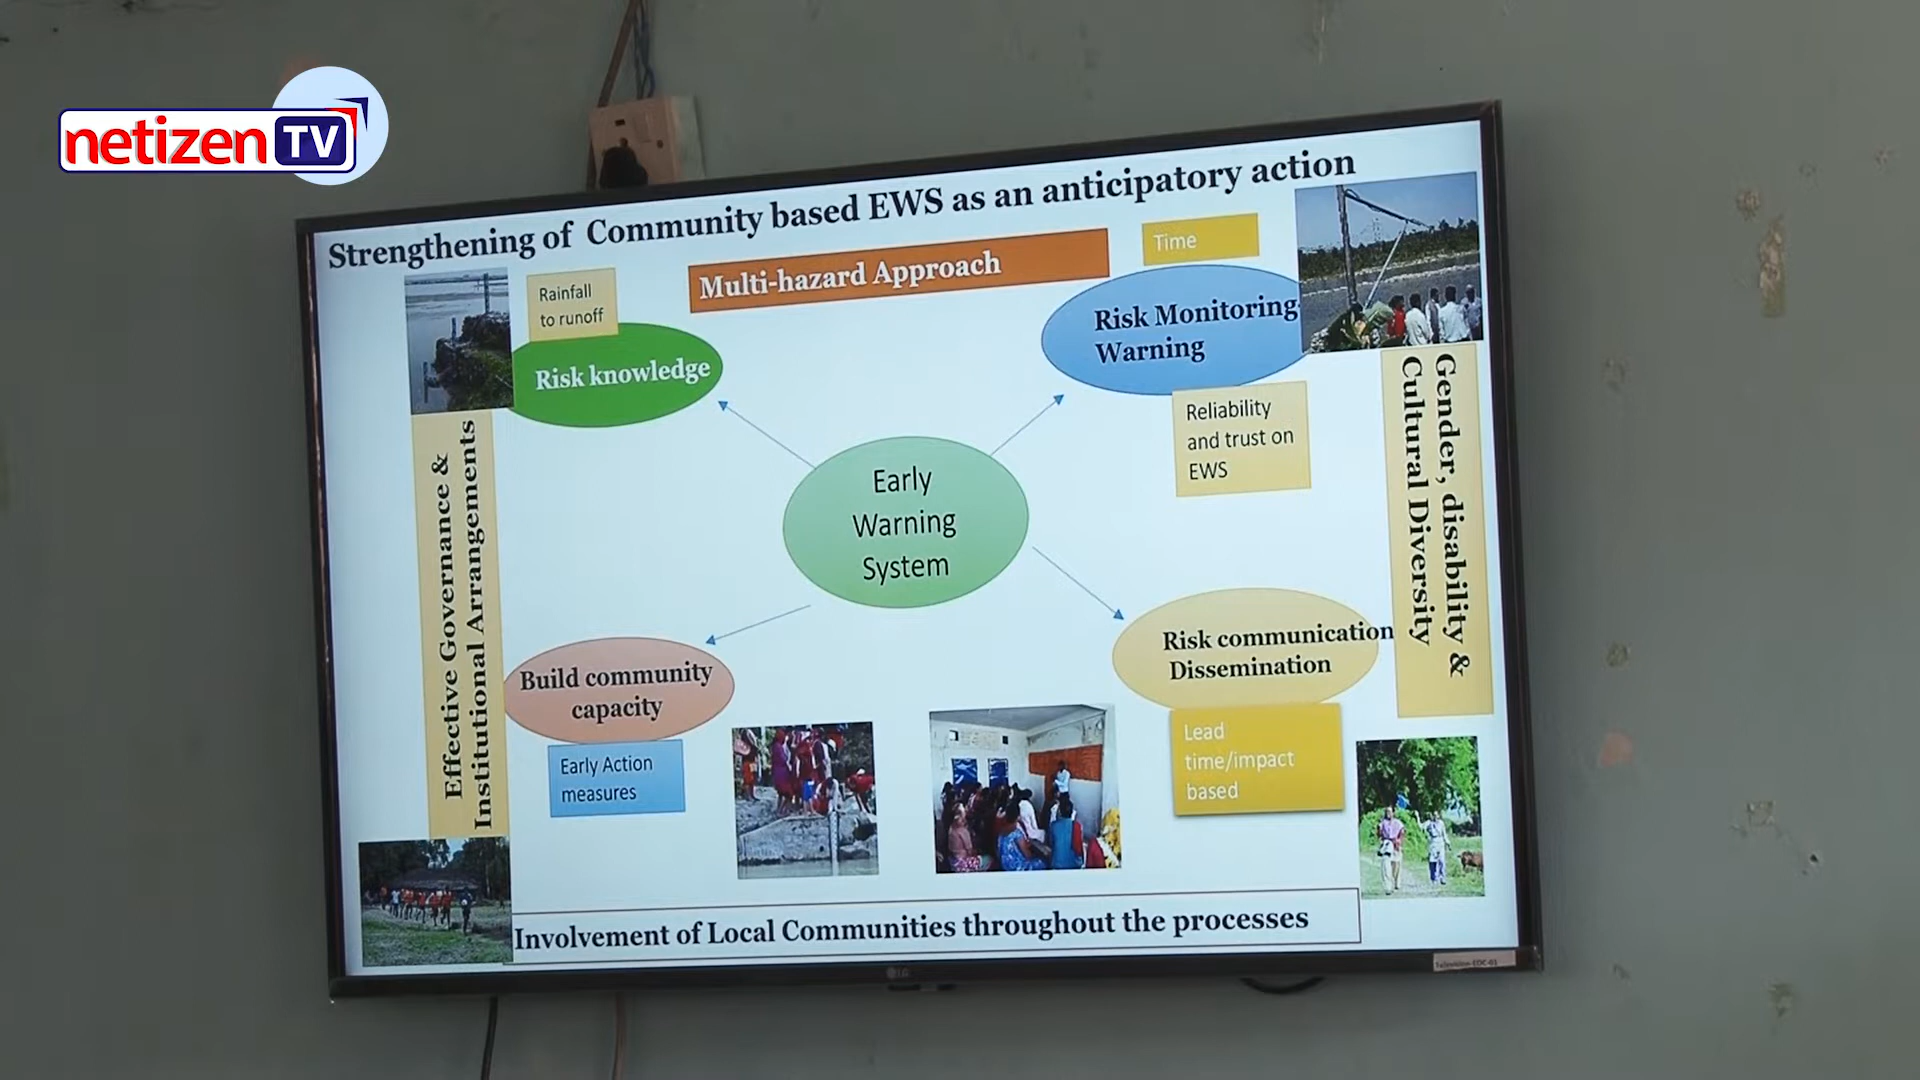 netizen TV
Strengthening of Community based EWS as an anticipatory action
Multi-hazard Approach
Time
Rainfall
to runoff
Risk knowledge
Risk Monitoring
Warning
Reliability
and trust on
EWS
Early
Warning
System
Effective Governance &
Institutional Arrangements
Gender, disability &
Cultural Diversity
Build community
capacity
Early Action
measures
Risk communication
Dissemination
Lead
time/impact
based
Involvement of Local Communities throughout the processes
LG
Television-EOC-01